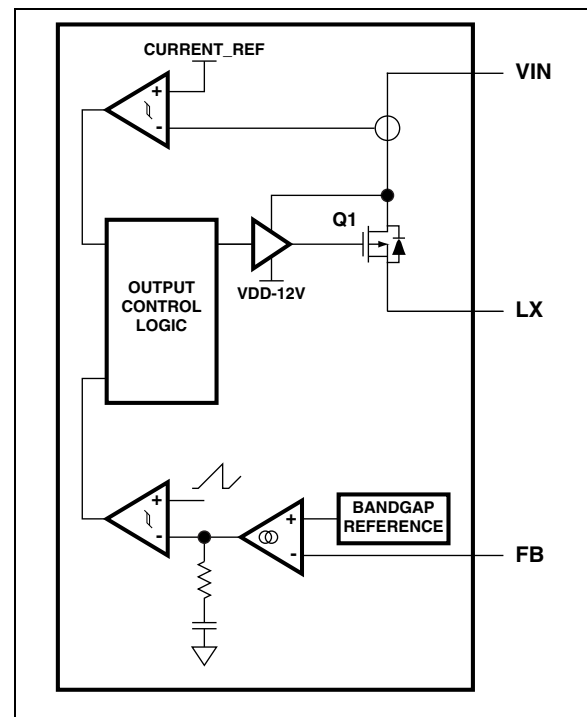 CURRENT_REF
VIN
+
-
Q1
OUTPUT
CONTROL
LOGIC
VDD-12V
LX
+
-
+
-
BANDGAP
REFERENCE
FB